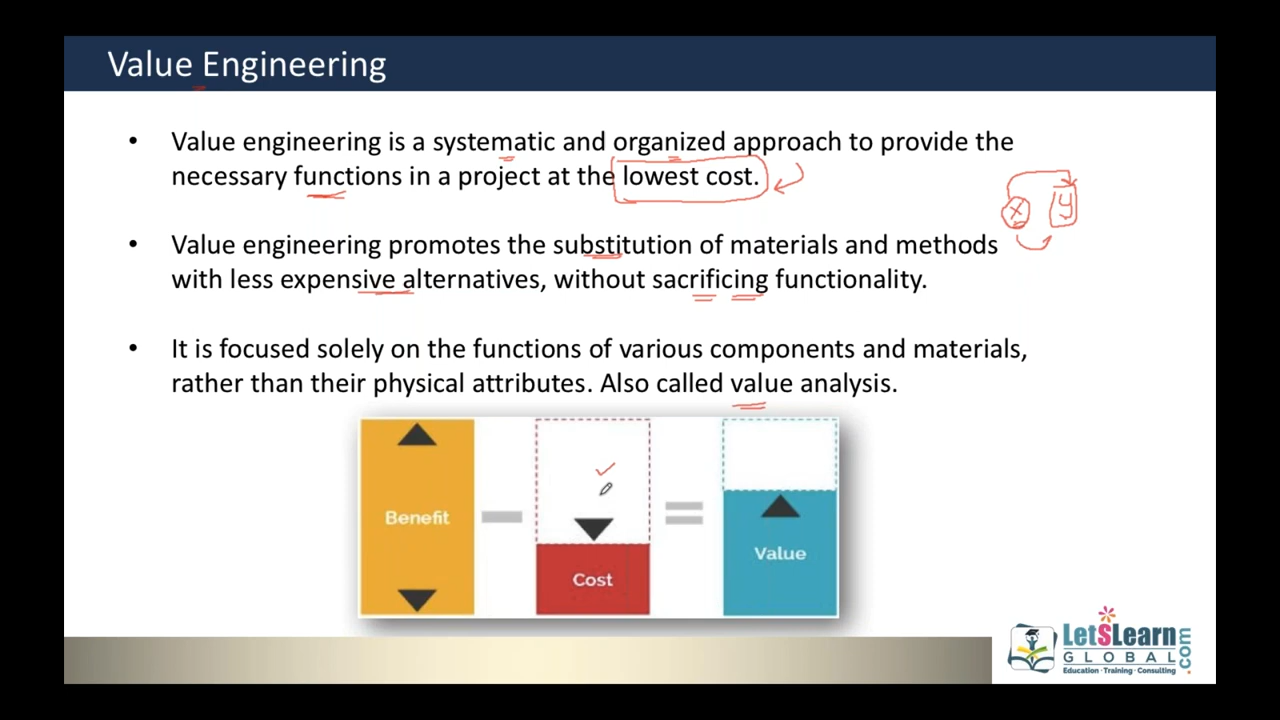 Value Engineering
• Value engineering is a systematic and organized approach to provide the
necessary functions in a project at the lowest cost.
x y
• Value engineering promotes the substitution of materials and methods
with less expensive alternatives, without sacrificing functionality.
• It is focused solely on the functions of various components and materials,
rather than their physical attributes. Also called value analysis.
Benefit
Cost
Value
LetSLearn
GLOBAL
.com
Education • Training • Consulting